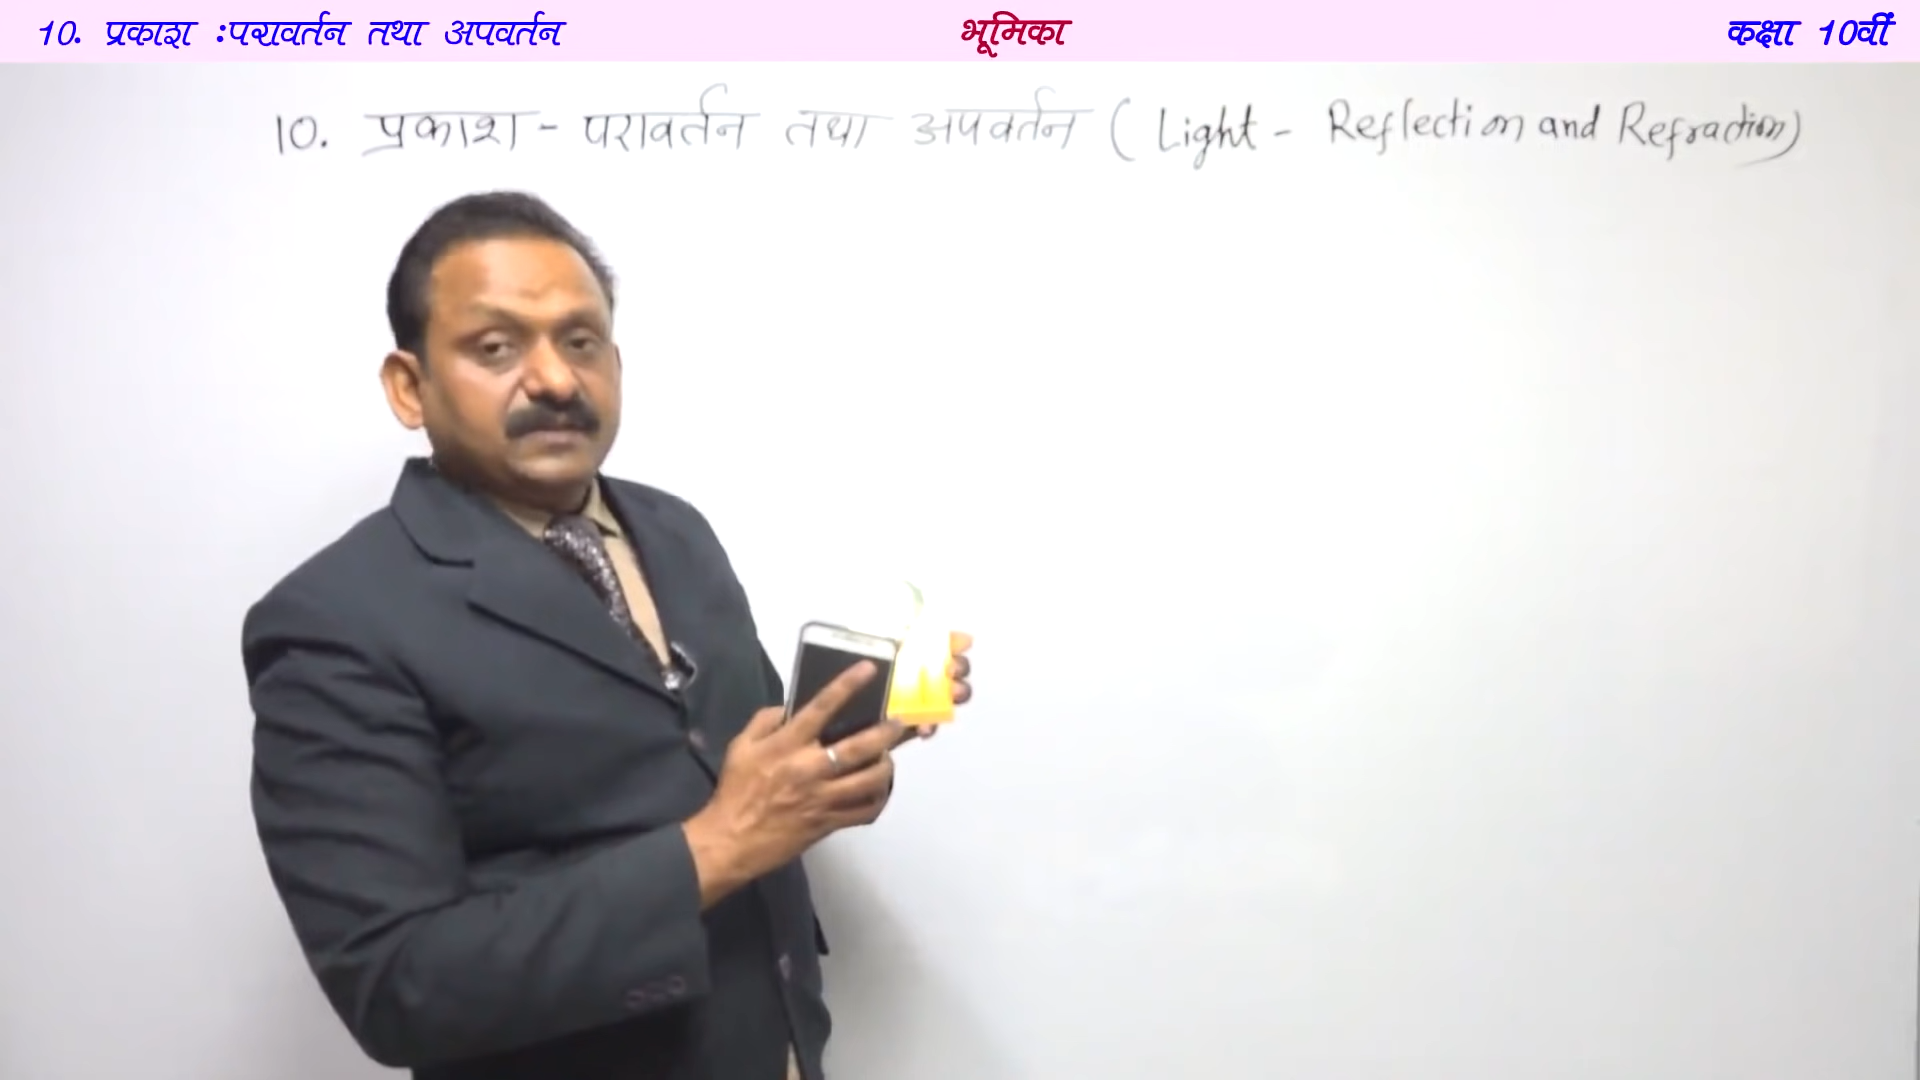 10. प्रकाश :परावर्तन तथा अपवर्तन भूमिका कक्षा 10वीं
10. प्रकाश - परावर्तन तथा अपवर्तन ( Light - Reflection and Refraction)